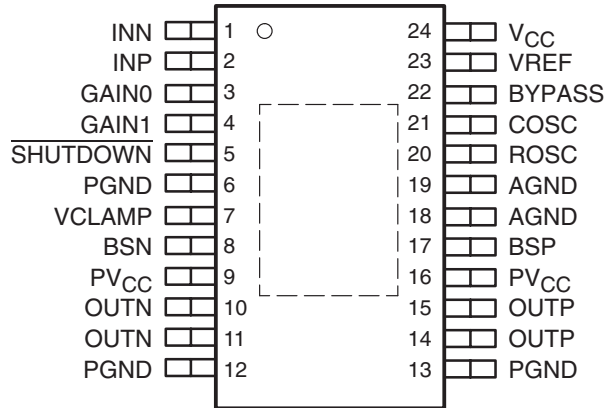 INN 1 24 VCC
INP 2 23 VREF
GAIN0 3 22 BYPASS
GAIN1 4 21 COSC
SHUTDOWN 5 20 ROSC
PGND 6 19 AGND
VCLAMP 7 18 AGND
BSN 8 17 BSP
PVCC 9 16 PVCC
OUTN 10 15 OUTP
OUTN 11 14 OUTP
PGND 12 13 PGND